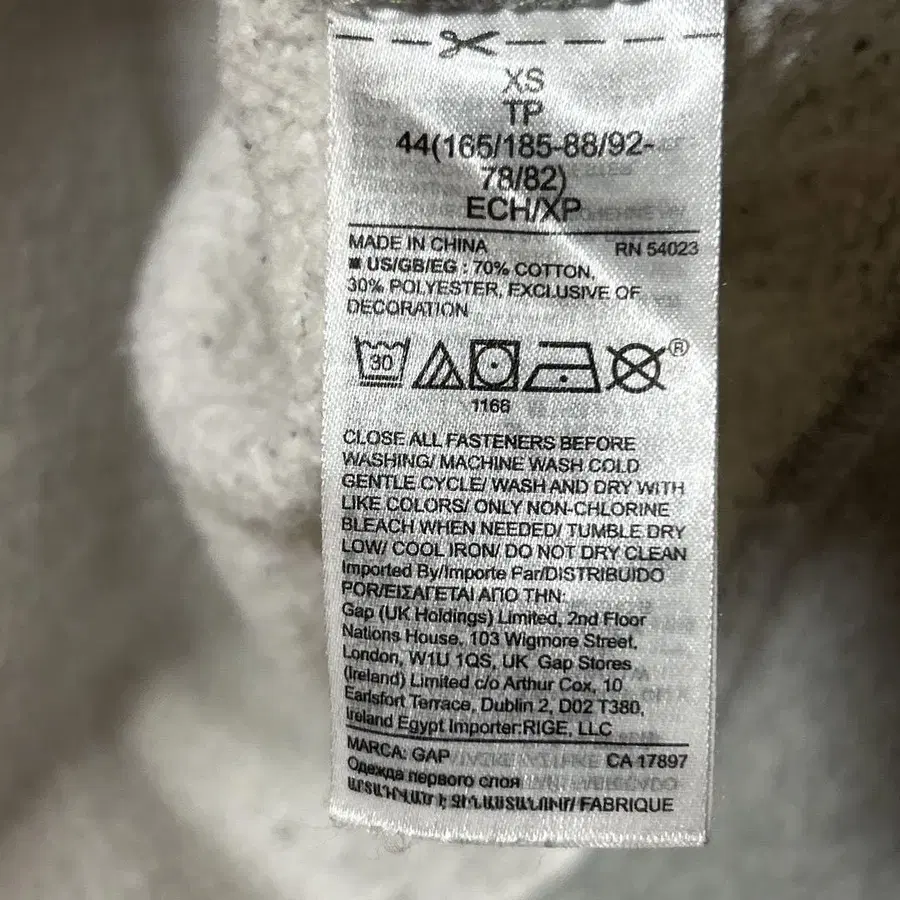 XS
TP
44(165/185-88/92-
78/82)
ECH/XP
MADE IN CHINA RN 54023
■ US/GB/EG : 70% COTTON,
30% POLYESTER, EXCLUSIVE OF
DECORATION
30 ®
1166
CLOSE ALL FASTENERS BEFORE
WASHING/ MACHINE WASH COLD
GENTLE CYCLE/ WASH AND DRY WITH
LIKE COLORS/ ONLY NON-CHLORINE
BLEACH WHEN NEEDED/ TUMBLE DRY
LOW/ COOL IRON/ DO NOT DRY CLEAN
Imported By/Importe Par/DISTRIBUIDO
POR/ΕΙΣΑΓΕΤΑΙ ΑΠΟ ΤΗΝ:
Gap (UK Holdings) Limited, 2nd Floor
Nations House, 103 Wigmore Street,
London, W1U 1QS, UK Gap Stores
(Ireland) Limited c/o Arthur Cox, 10
Earlsfort Terrace, Dublin 2, D02 T380,
Ireland Egypt Importer:RIGE, LLC
MARCA: GAP CA 17897
Одежда первого слоя
ԱՐՏԱԴՐՎԱԾ Է ՉԻՆԱՍՏԱՆՈՒՄ/ FABRIQUE